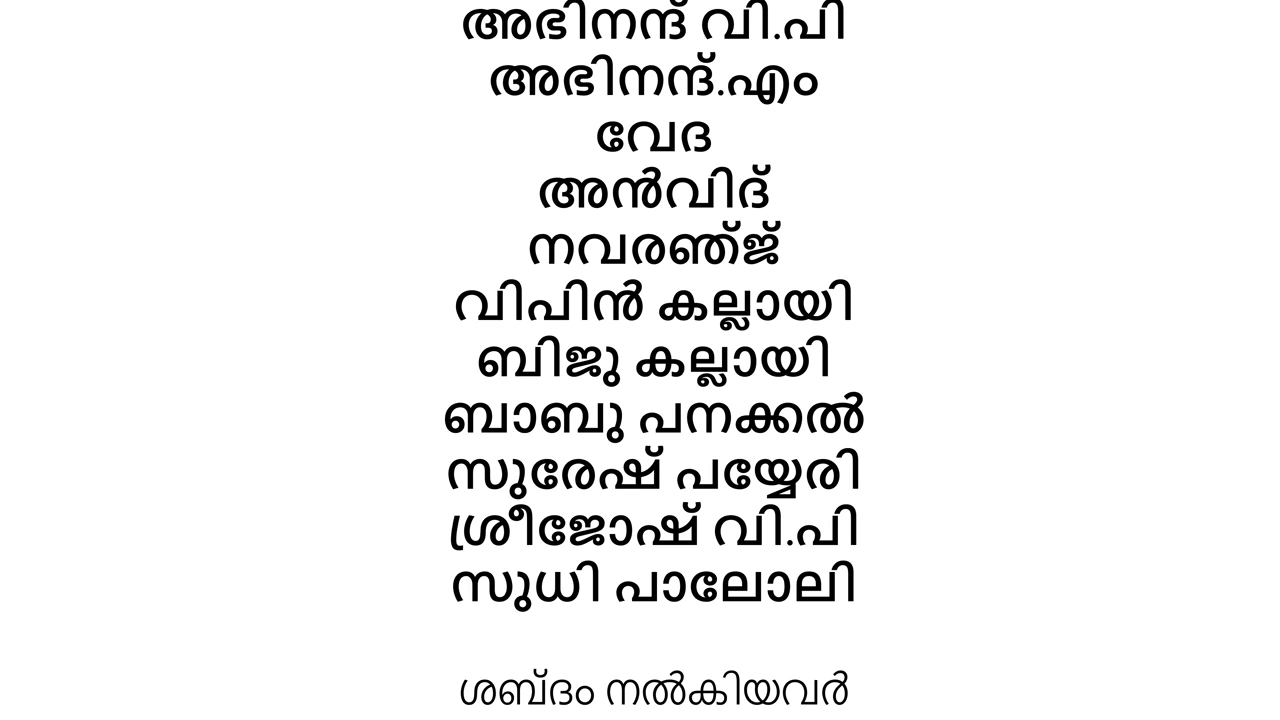 അഭിനന്ദ് വി.പി
അഭിനന്ദ്.എം
വേദ
അൻവിദ്
നവരഞ്ജ്
വിപിൻ കല്ലായി
ബിജു കല്ലായി
ബാബു പനക്കൽ
സുരേഷ് പയ്യേരി
ശ്രീജോഷ് വി.പി
സുധി പാലോലി
ശബ്ദം നൽകിയവർ